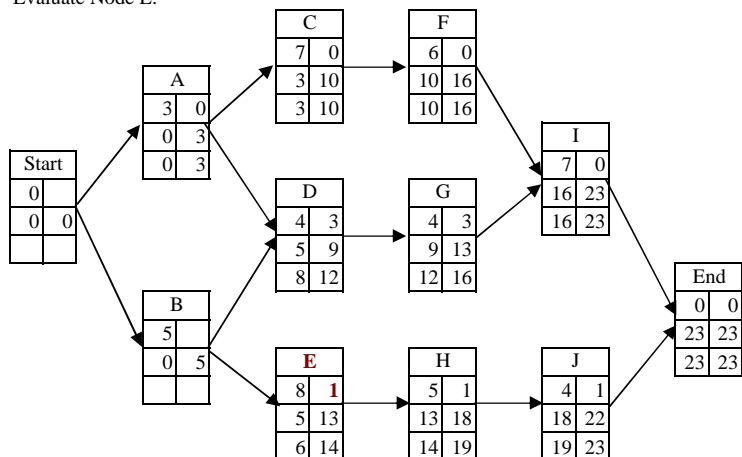 Evaluate Node E.
C
7 0
3 10
3 10
F
6 0
10 16
10 16
A
3 0
0 3
0 3
I
7 0
16 23
16 23
Start
0
0 0
D
4 3
5 9
8 12
G
4 3
9 13
12 16
End
0 0
23 23
23 23
B
5
0 5
E
8 1
5 13
6 14
H
5 1
13 18
14 19
J
4 1
18 22
19 23